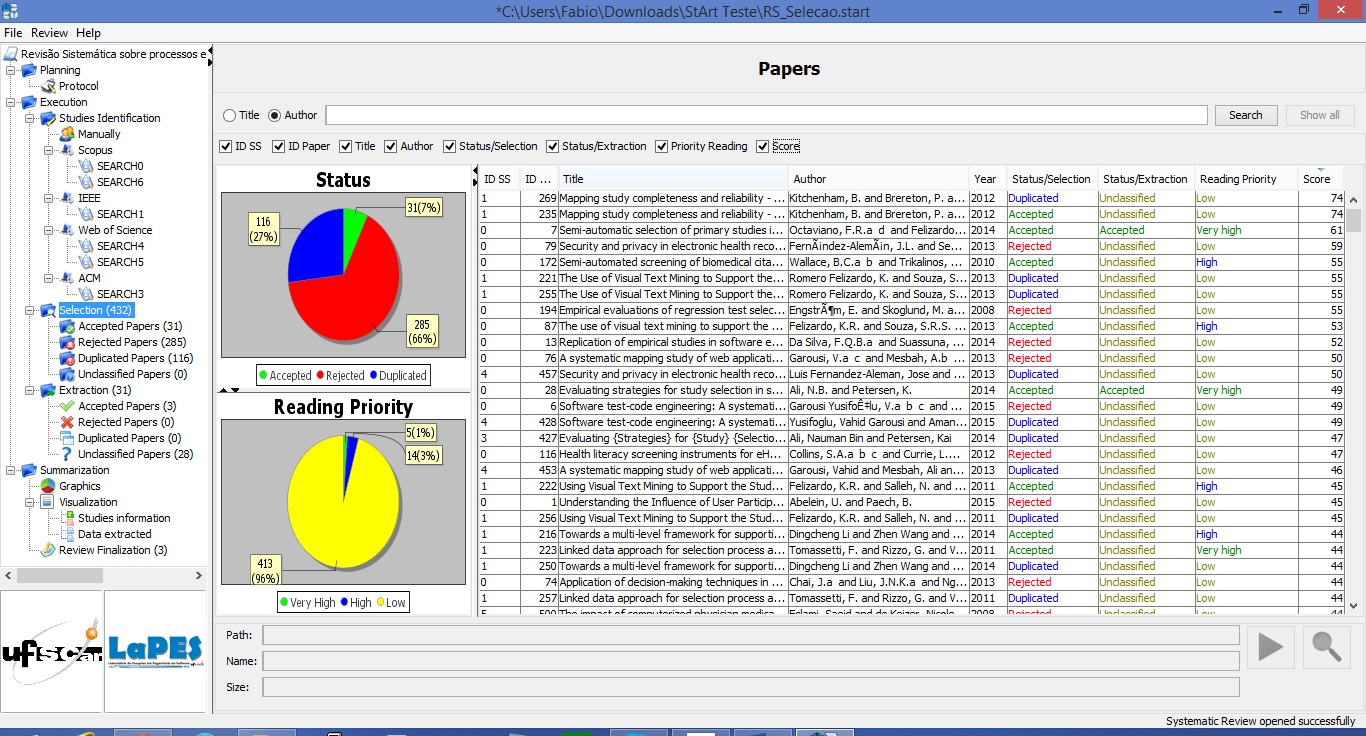 *C:\Users\Fabio\Downloads\StArt Teste\RS_Selecao.start
File Review Help
Revisão Sistemática sobre processos e
Planning
Protocol
Execution
Studies Identification
Manually
Scopus
SEARCH0
SEARCH6
IEEE
SEARCH1
Web of Science
SEARCH4
SEARCH5
ACM
SEARCH3
Selection (432)
Accepted Papers (31)
Rejected Papers (285)
Duplicated Papers (116)
Unclassified Papers (0)
Extraction (31)
Accepted Papers (3)
Rejected Papers (0)
Duplicated Papers (0)
Unclassified Papers (28)
Summarization
Graphics
Visualization
Studies information
Data extracted
Review Finalization (3)
ufscar
LaPES
Papers
Title Author Search Show all
ID SS ID Paper Title Author Status/Selection Status/Extraction Priority Reading Score
Status
31(7%)
116
(27%)
285
(66%)
Accepted Rejected Duplicated
Reading Priority
5(1%)
14(3%)
413
(96%)
Very High High Low
ID SS ID ... Title Author Year Status/Selection Status/Extraction Reading Priority Score
1 269 Mapping study completeness and reliability - ... Kitchenham, B. and Brereton, P. a... 2012 Duplicated Unclassified Low 74
1 235 Mapping study completeness and reliability - ... Kitchenham, B. and Brereton, P. a... 2012 Accepted Unclassified Low 74
0 7 Semi-automatic selection of primary studies i... Octaviano, F.R.a d and Felizardo... 2014 Accepted Accepted Very high 61
0 79 Security and privacy in electronic health reco... FernÃindez-AlemÃin, J.L. and Se... 2013 Rejected Unclassified Low 59
0 172 Semi-automated screening of biomedical cita... Wallace, B.C.a b and Trikalinos, ... 2010 Accepted Unclassified High 55
1 221 The Use of Visual Text Mining to Support the... Romero Felizardo, K. and Souza, S... 2013 Duplicated Unclassified Low 55
1 255 The Use of Visual Text Mining to Support the... Romero Felizardo, K. and Souza, S... 2013 Duplicated Unclassified Low 55
0 194 Empirical evaluations of regression test selec... EngstrÃ¶m, E. and Skoglund, M. a... 2008 Rejected Unclassified Low 55
0 87 The use of visual text mining to support the ... Felizardo, K.R. and Souza, S.R.S. ... 2013 Accepted Unclassified High 53
0 13 Replication of empirical studies in software e... Da Silva, F.Q.B.a and Suassuna, ... 2014 Rejected Unclassified Low 52
0 76 A systematic mapping study of web applicati... Garousi, V.a c and Mesbah, A.b ... 2013 Rejected Unclassified Low 50
4 457 Security and privacy in electronic health reco... Luis Fernandez-Aleman, Jose and ... 2013 Duplicated Unclassified Low 50
0 28 Evaluating strategies for study selection in s... Ali, N.B. and Petersen, K. 2014 Accepted Accepted Very high 49
0 6 Software test-code engineering: A systemati... Garousi YusifoÊ‡lu, V.a b c and ... 2015 Rejected Unclassified Low 49
4 428 Software test-code engineering: A systemati... Yusifoglu, Vahid Garousi and Aman... 2015 Duplicated Unclassified Low 49
3 427 Evaluating {Strategies} for {Study} {Selectio... Ali, Nauman Bin and Petersen, Kai 2014 Duplicated Unclassified Low 47
0 116 Health literacy screening instruments for eH... Collins, S.A.a b c and Currie, L.... 2012 Rejected Unclassified Low 47
4 453 A systematic mapping study of web applicati... Garousi, Vahid and Mesbah, Ali an... 2013 Duplicated Unclassified Low 46
1 222 Using Visual Text Mining to Support the Stud... Felizardo, K.R. and Salleh, N. and ... 2011 Accepted Unclassified High 45
0 1 Understanding the Influence of User Particip... Abelein, U. and Paech, B. 2015 Rejected Unclassified Low 45
1 256 Using Visual Text Mining to Support the Stud... Felizardo, K.R. and Salleh, N. and ... 2011 Duplicated Unclassified Low 45
1 216 Towards a multi-level framework for supporti... Dingcheng Li and Zhen Wang and ... 2014 Accepted Unclassified High 44
1 223 Linked data approach for selection process a... Tomassetti, F. and Rizzo, G. and V... 2011 Accepted Unclassified Very high 44
1 250 Towards a multi-level framework for supporti... Dingcheng Li and Zhen Wang and ... 2014 Duplicated Unclassified Low 44
0 74 Application of decision-making techniques in ... Chai, J.a and Liu, J.N.K.a and Ng... 2013 Rejected Unclassified Low 44
1 257 Linked data approach for selection process a... Tomassetti, F. and Rizzo, G. and V... 2011 Duplicated Unclassified Low 44
Path:
Name:
Size:
Systematic Review opened successfully